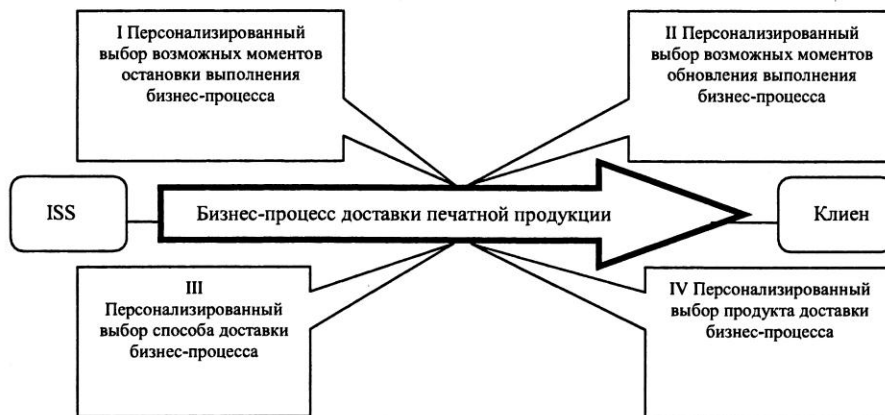 I Персонализированный
выбор возможных моментов
остановки выполнения
бизнес-процесса
II Персонализированный
выбор возможных моментов
обновления выполнения
бизнес-процесса
ISS
Бизнес-процесс доставки печатной продукции
Клиен
III
Персонализированный
выбор способа доставки
бизнес-процесса
IV Персонализированный
выбор продукта доставки
бизнес-процесса